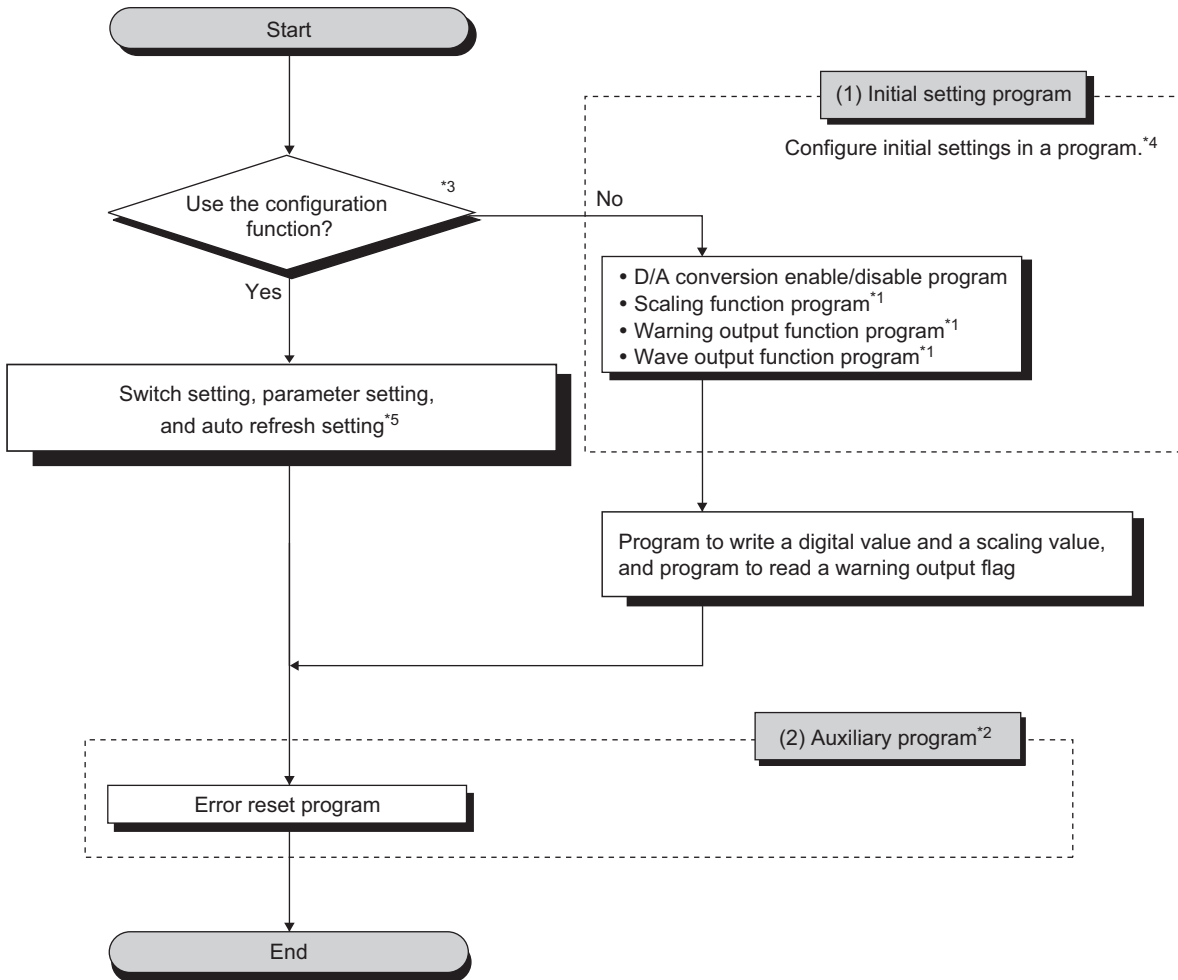 Start
(1) Initial setting program
Configure initial settings in a program.*4
Use the configuration
function?
*3
No
Yes
• D/A conversion enable/disable program
• Scaling function program*1
• Warning output function program*1
• Wave output function program*1
Switch setting, parameter setting,
and auto refresh setting*5
Program to write a digital value and a scaling value,
and program to read a warning output flag
(2) Auxiliary program*2
Error reset program
End